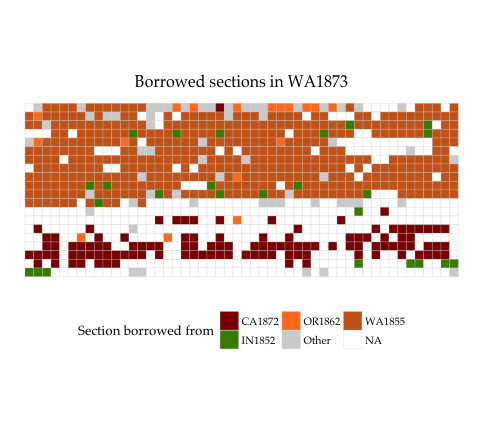 Borrowed sections in WA1873
Section borrowed from
CA1872 OR1862 WA1855
IN1852 Other NA